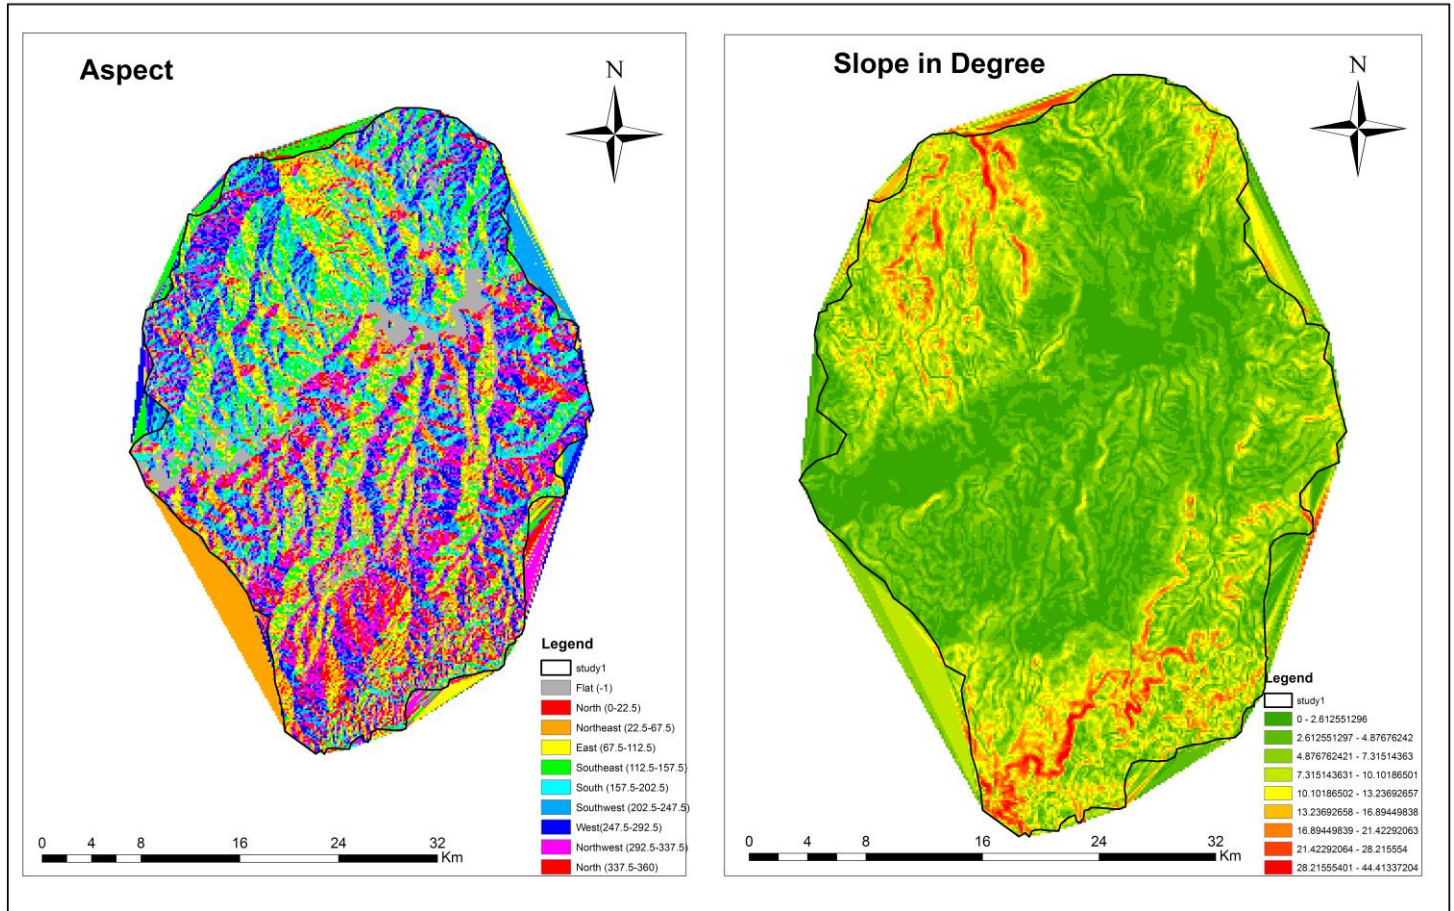 Aspect
N
Legend
study1
Flat (-1)
North (0-22.5)
Northeast (22.5-67.5)
East (67.5-112.5)
Southeast (112.5-157.5)
South (157.5-202.5)
Southwest (202.5-247.5)
West(247.5-292.5)
Northwest (292.5-337.5)
North (337.5-360)
0 4 8 16 24 32
Km
Slope in Degree
N
Legend
study1
0 - 2.612551296
2.612551297 - 4.87676242
4.876762421 - 7.31514363
7.315143631 - 10.10186501
10.10186502 - 13.23692657
13.23692658 - 16.89449838
16.89449839 - 21.42292063
21.42292064 - 28.215554
28.21555401 - 44.41337204
0 4 8 16 24 32
Km